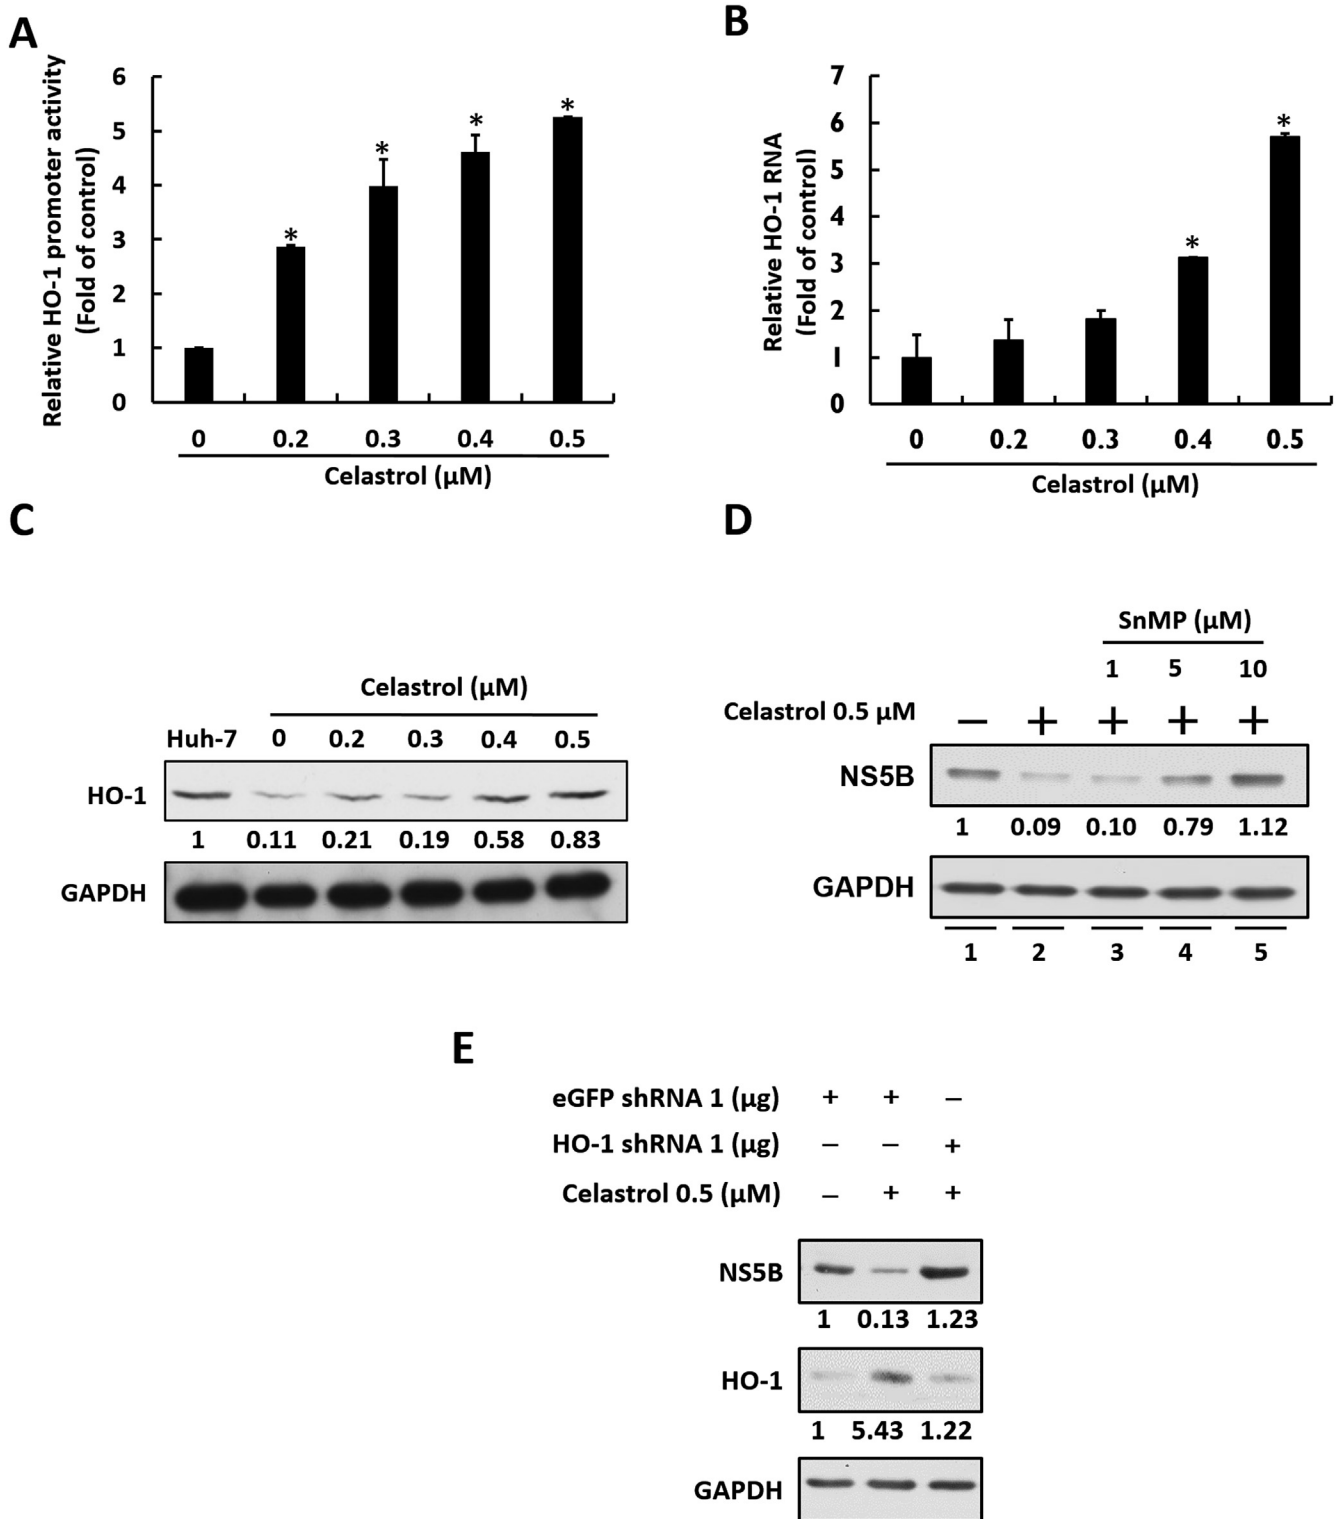 A
Relative HO-1 promoter activity
(Fold of control)
6
5
4
3
2
1
0
* * * *
0 0.2 0.3 0.4 0.5
Celastrol (μM)
B
Relative HO-1 RNA
(Fold of control)
7
6
5
4
3
2
1
0
* *
0 0.2 0.3 0.4 0.5
Celastrol (μM)
C
Celastrol (μM)
Huh-7 0 0.2 0.3 0.4 0.5
HO-1
1 0.11 0.21 0.19 0.58 0.83
GAPDH
D
SnMP (μM)
1 5 10
Celastrol 0.5 μM − + + + +
NS5B
1 0.09 0.10 0.79 1.12
GAPDH
1 2 3 4 5
E
eGFP shRNA 1 (μg) + + −
HO-1 shRNA 1 (μg) − − +
Celastrol 0.5 (μM) − + +
NS5B
1 0.13 1.23
HO-1
1 5.43 1.22
GAPDH